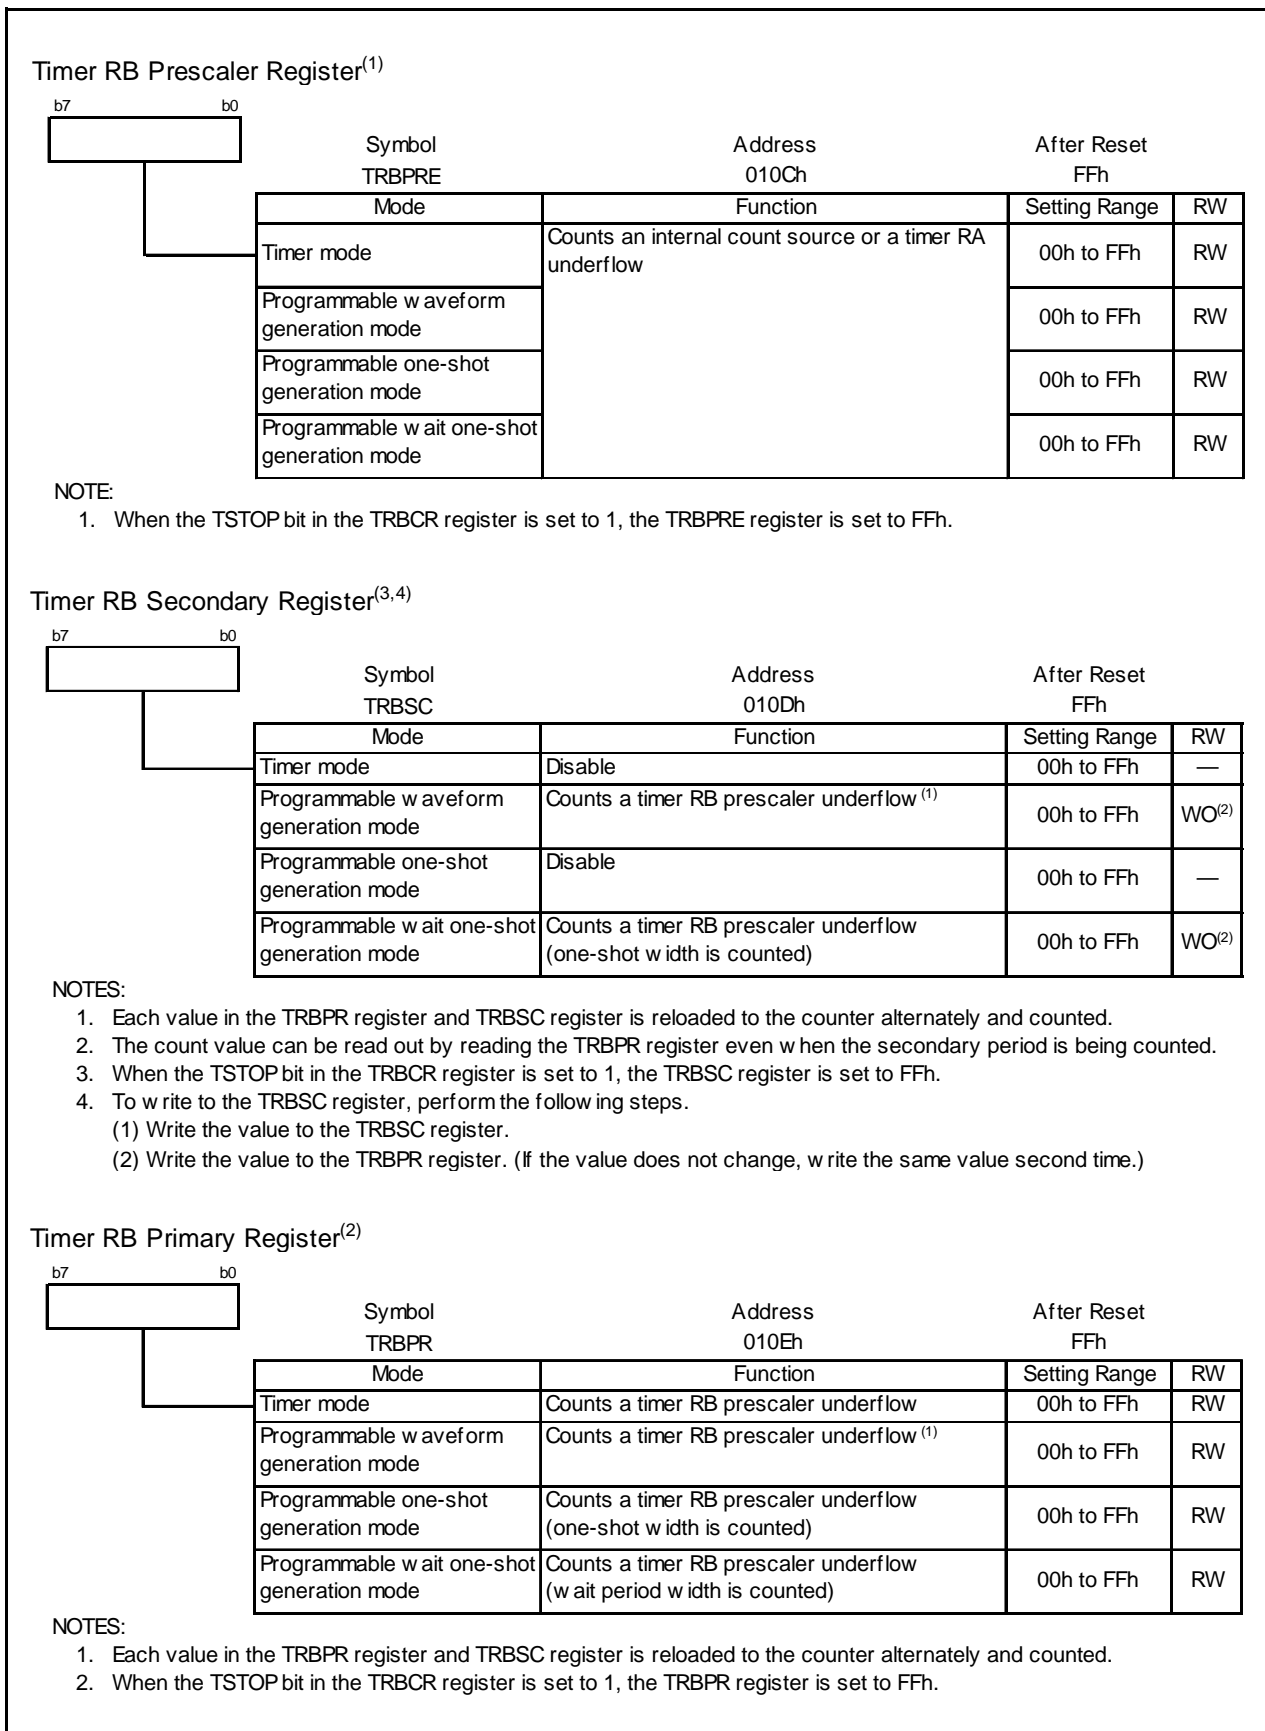 Timer RB Prescaler Register(1)
b7 b0
Symbol Address After Reset
TRBPRE 010Ch FFh
Mode Function Setting Range RW
Timer mode Counts an internal count source or a timer RA underflow 00h to FFh RW
Programmable waveform generation mode 00h to FFh RW
Programmable one-shot generation mode 00h to FFh RW
Programmable wait one-shot generation mode 00h to FFh RW
NOTE:
1. When the TSTOP bit in the TRBCR register is set to 1, the TRBPRE register is set to FFh.
Timer RB Secondary Register(3,4)
b7 b0
Symbol Address After Reset
TRBSC 010Dh FFh
Mode Function Setting Range RW
Timer mode Disable 00h to FFh —
Programmable waveform generation mode Counts a timer RB prescaler underflow (1) 00h to FFh WO(2)
Programmable one-shot generation mode Disable 00h to FFh —
Programmable wait one-shot generation mode Counts a timer RB prescaler underflow (one-shot width is counted) 00h to FFh WO(2)
NOTES:
1. Each value in the TRBPR register and TRBSC register is reloaded to the counter alternately and counted.
2. The count value can be read out by reading the TRBPR register even when the secondary period is being counted.
3. When the TSTOP bit in the TRBCR register is set to 1, the TRBSC register is set to FFh.
4. To write to the TRBSC register, perform the following steps.
(1) Write the value to the TRBSC register.
(2) Write the value to the TRBPR register. (If the value does not change, write the same value second time.)
Timer RB Primary Register(2)
b7 b0
Symbol Address After Reset
TRBPR 010Eh FFh
Mode Function Setting Range RW
Timer mode Counts a timer RB prescaler underflow 00h to FFh RW
Programmable waveform generation mode Counts a timer RB prescaler underflow (1) 00h to FFh RW
Programmable one-shot generation mode Counts a timer RB prescaler underflow (one-shot width is counted) 00h to FFh RW
Programmable wait one-shot generation mode Counts a timer RB prescaler underflow (wait period width is counted) 00h to FFh RW
NOTES:
1. Each value in the TRBPR register and TRBSC register is reloaded to the counter alternately and counted.
2. When the TSTOP bit in the TRBCR register is set to 1, the TRBPR register is set to FFh.